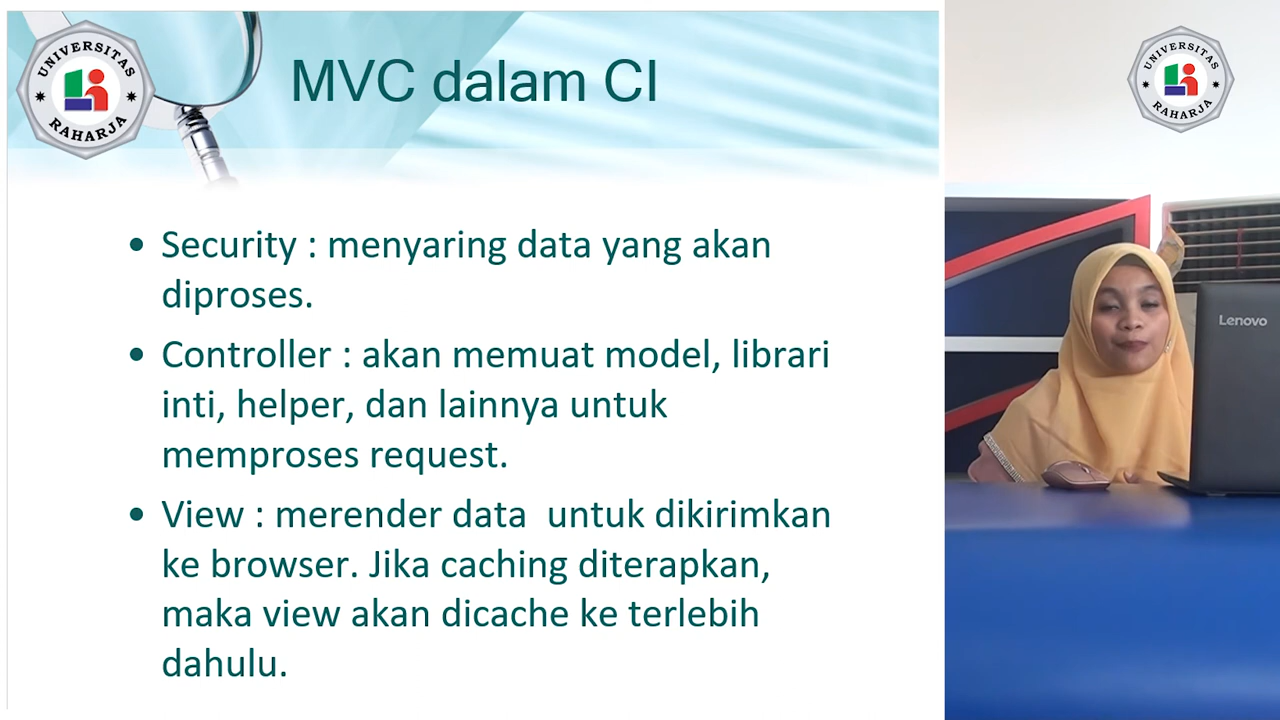 UNIVERSITAS
RAHARJA
MVC dalam CI
• Security : menyaring data yang akan
diproses.
• Controller : akan memuat model, librari
inti, helper, dan lainnya untuk
memproses request.
• View : merender data  untuk dikirimkan
ke browser. Jika caching diterapkan,
maka view akan dicache ke terlebih
dahulu.
UNIVERSITAS
RAHARJA
Lenovo